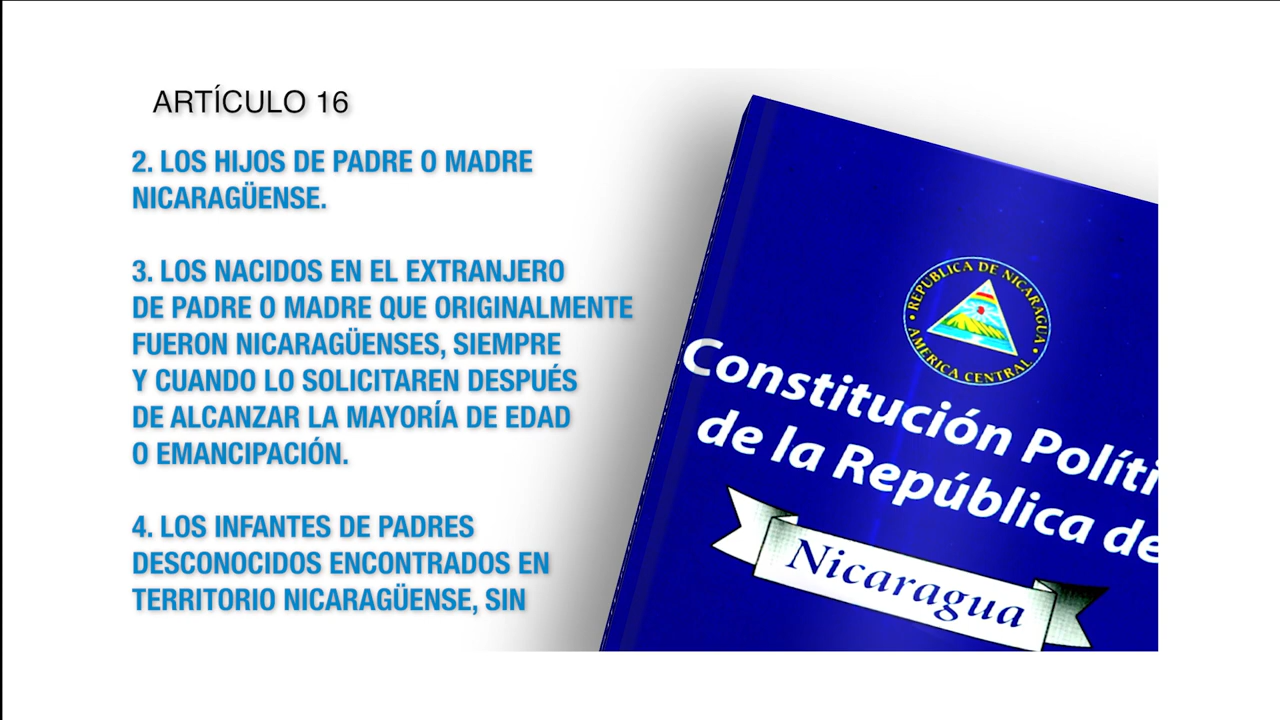 ARTÍCULO 16
2. LOS HIJOS DE PADRE O MADRE
NICARAGÜENSE.
3. LOS NACIDOS EN EL EXTRANJERO
DE PADRE O MADRE QUE ORIGINALMENTE
FUERON NICARAGÜENSES, SIEMPRE
Y CUANDO LO SOLICITAREN DESPUÉS
DE ALCANZAR LA MAYORÍA DE EDAD
O EMANCIPACIÓN.
4. LOS INFANTES DE PADRES
DESCONOCIDOS ENCONTRADOS EN
TERRITORIO NICARAGÜENSE, SIN
REPÚBLICA DE NICARAGUA
AMÉRICA CENTRAL
Constitución Políti
de la República de
Nicaragua